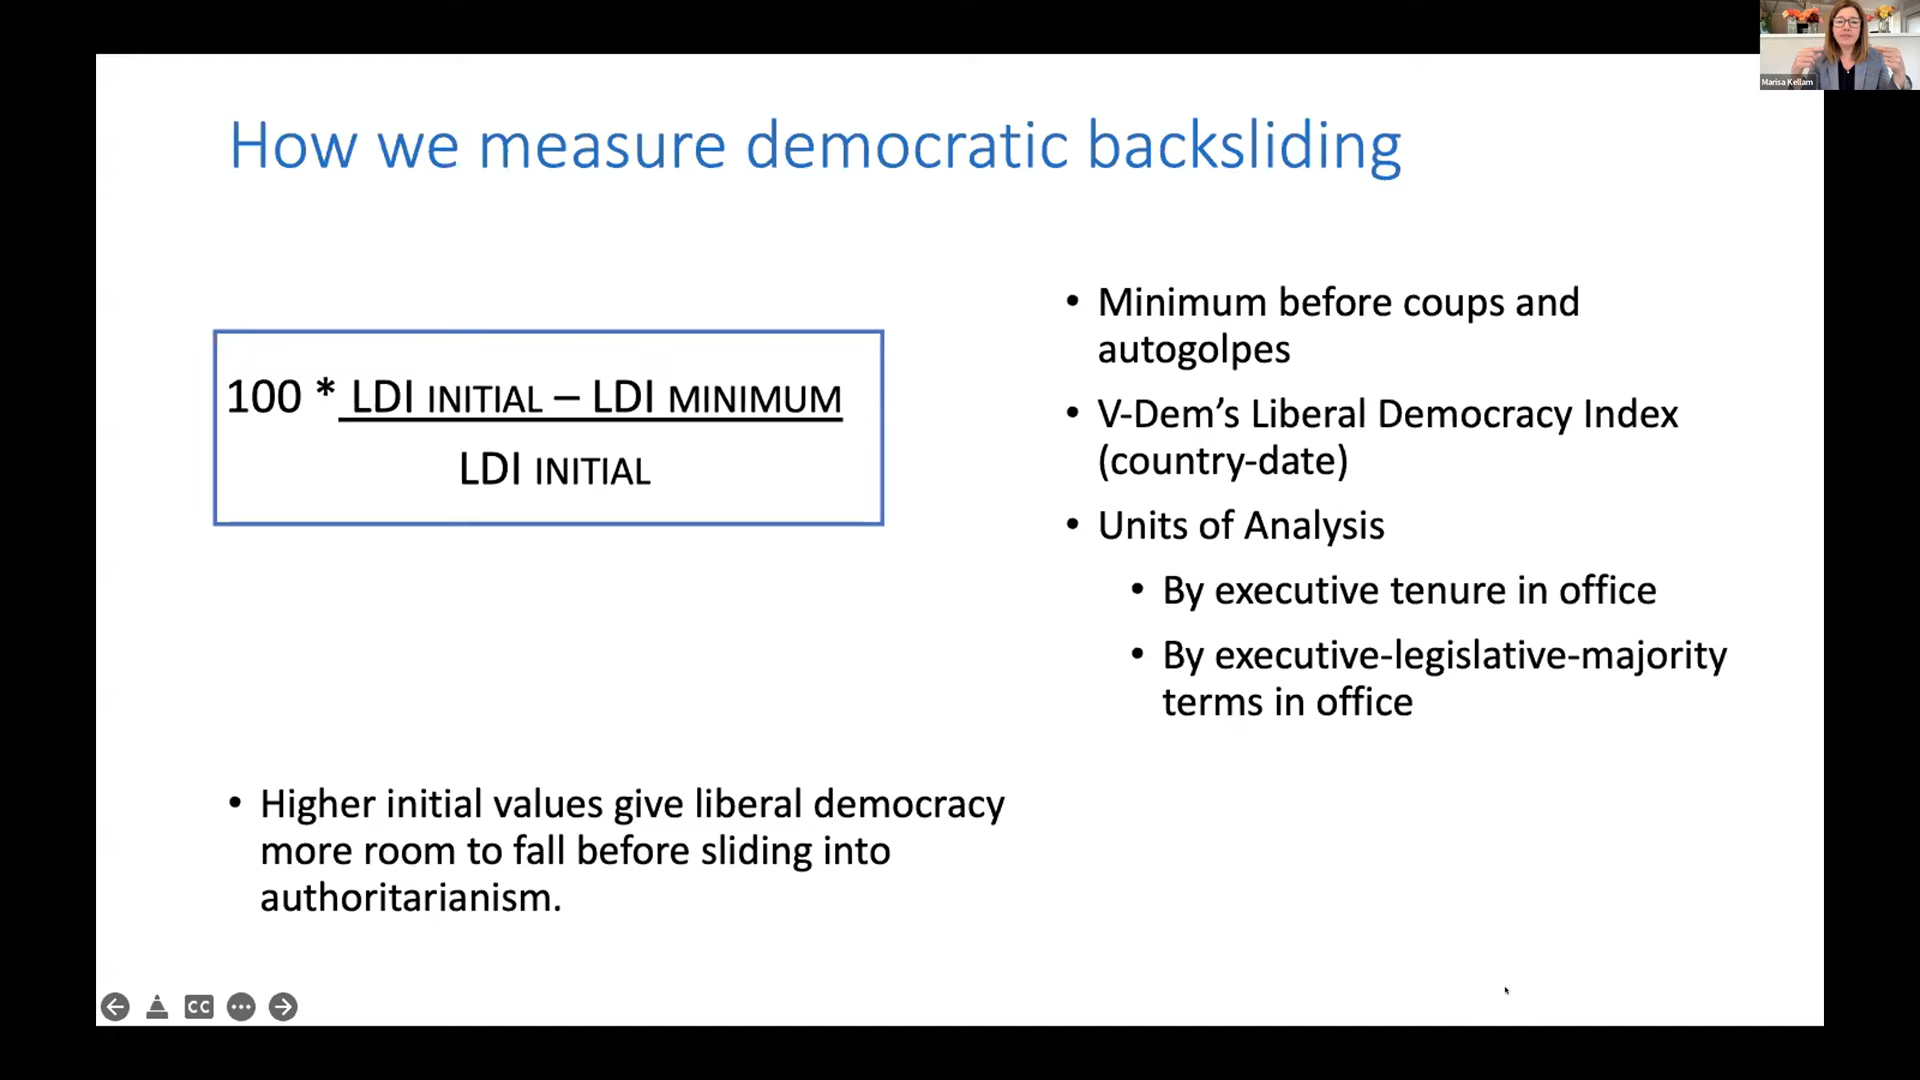 Marisa Kellam
How we measure democratic backsliding
100 * LDI INITIAL – LDI MINIMUM
LDI INITIAL
• Higher initial values give liberal democracy
more room to fall before sliding into
authoritarianism.
• Minimum before coups and
autogolpes
• V-Dem’s Liberal Democracy Index
(country-date)
• Units of Analysis
• By executive tenure in office
• By executive-legislative-majority
terms in office
CC